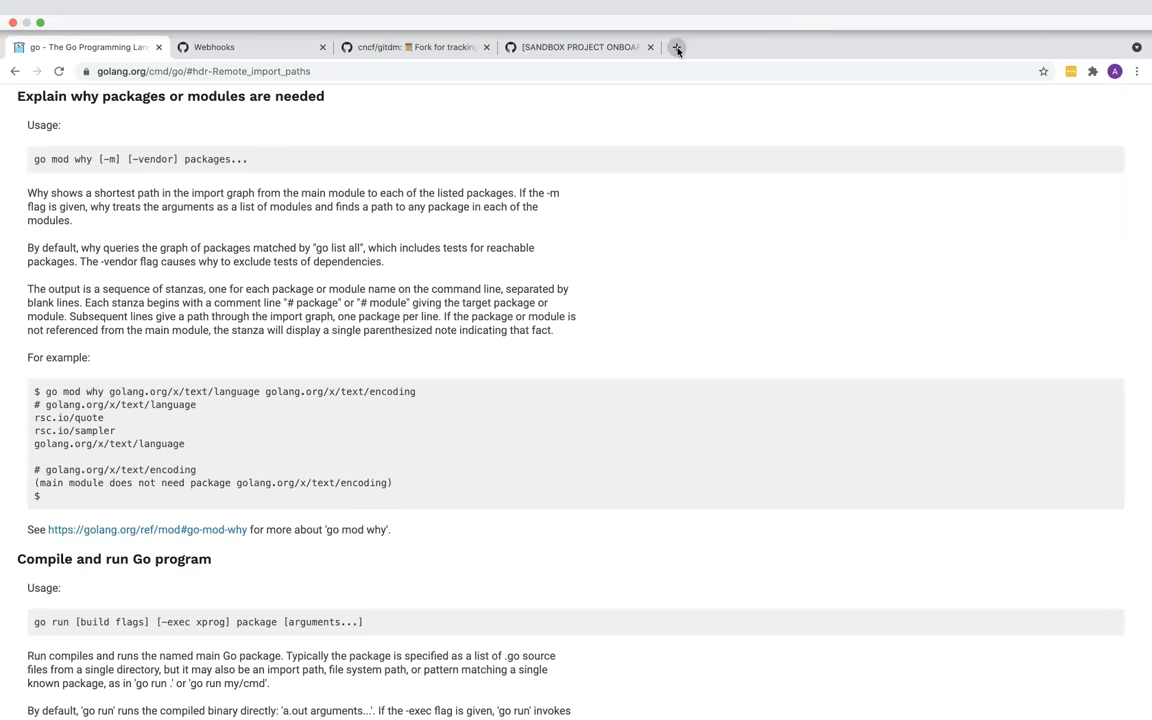 go - The Go Programming Lan
Webhooks
cncf/gitdm: Fork for tracking
[SANDBOX PROJECT ONBOAR
golang.org/cmd/go/#hdr-Remote_import_paths
A
Explain why packages or modules are needed
Usage:
go mod why [-m] [-vendor] packages...
Why shows a shortest path in the import graph from the main module to each of the listed packages. If the -m
flag is given, why treats the arguments as a list of modules and finds a path to any package in each of the
modules.
By default, why queries the graph of packages matched by "go list all", which includes tests for reachable
packages. The -vendor flag causes why to exclude tests of dependencies.
The output is a sequence of stanzas, one for each package or module name on the command line, separated by
blank lines. Each stanza begins with a comment line "# package" or "# module" giving the target package or
module. Subsequent lines give a path through the import graph, one package per line. If the package or module is
not referenced from the main module, the stanza will display a single parenthesized note indicating that fact.
For example:
$ go mod why golang.org/x/text/language golang.org/x/text/encoding
# golang.org/x/text/language
rsc.io/quote
rsc.io/sampler
golang.org/x/text/language
# golang.org/x/text/encoding
(main module does not need package golang.org/x/text/encoding)
$
See https://golang.org/ref/mod#go-mod-why for more about 'go mod why'.
Compile and run Go program
Usage:
go run [build flags] [-exec xprog] package [arguments...]
Run compiles and runs the named main Go package. Typically the package is specified as a list of .go source
files from a single directory, but it may also be an import path, file system path, or pattern matching a single
known package, as in 'go run .' or 'go run my/cmd'.
By default, 'go run' runs the compiled binary directly: 'a.out arguments...'. If the -exec flag is given, 'go run' invokes